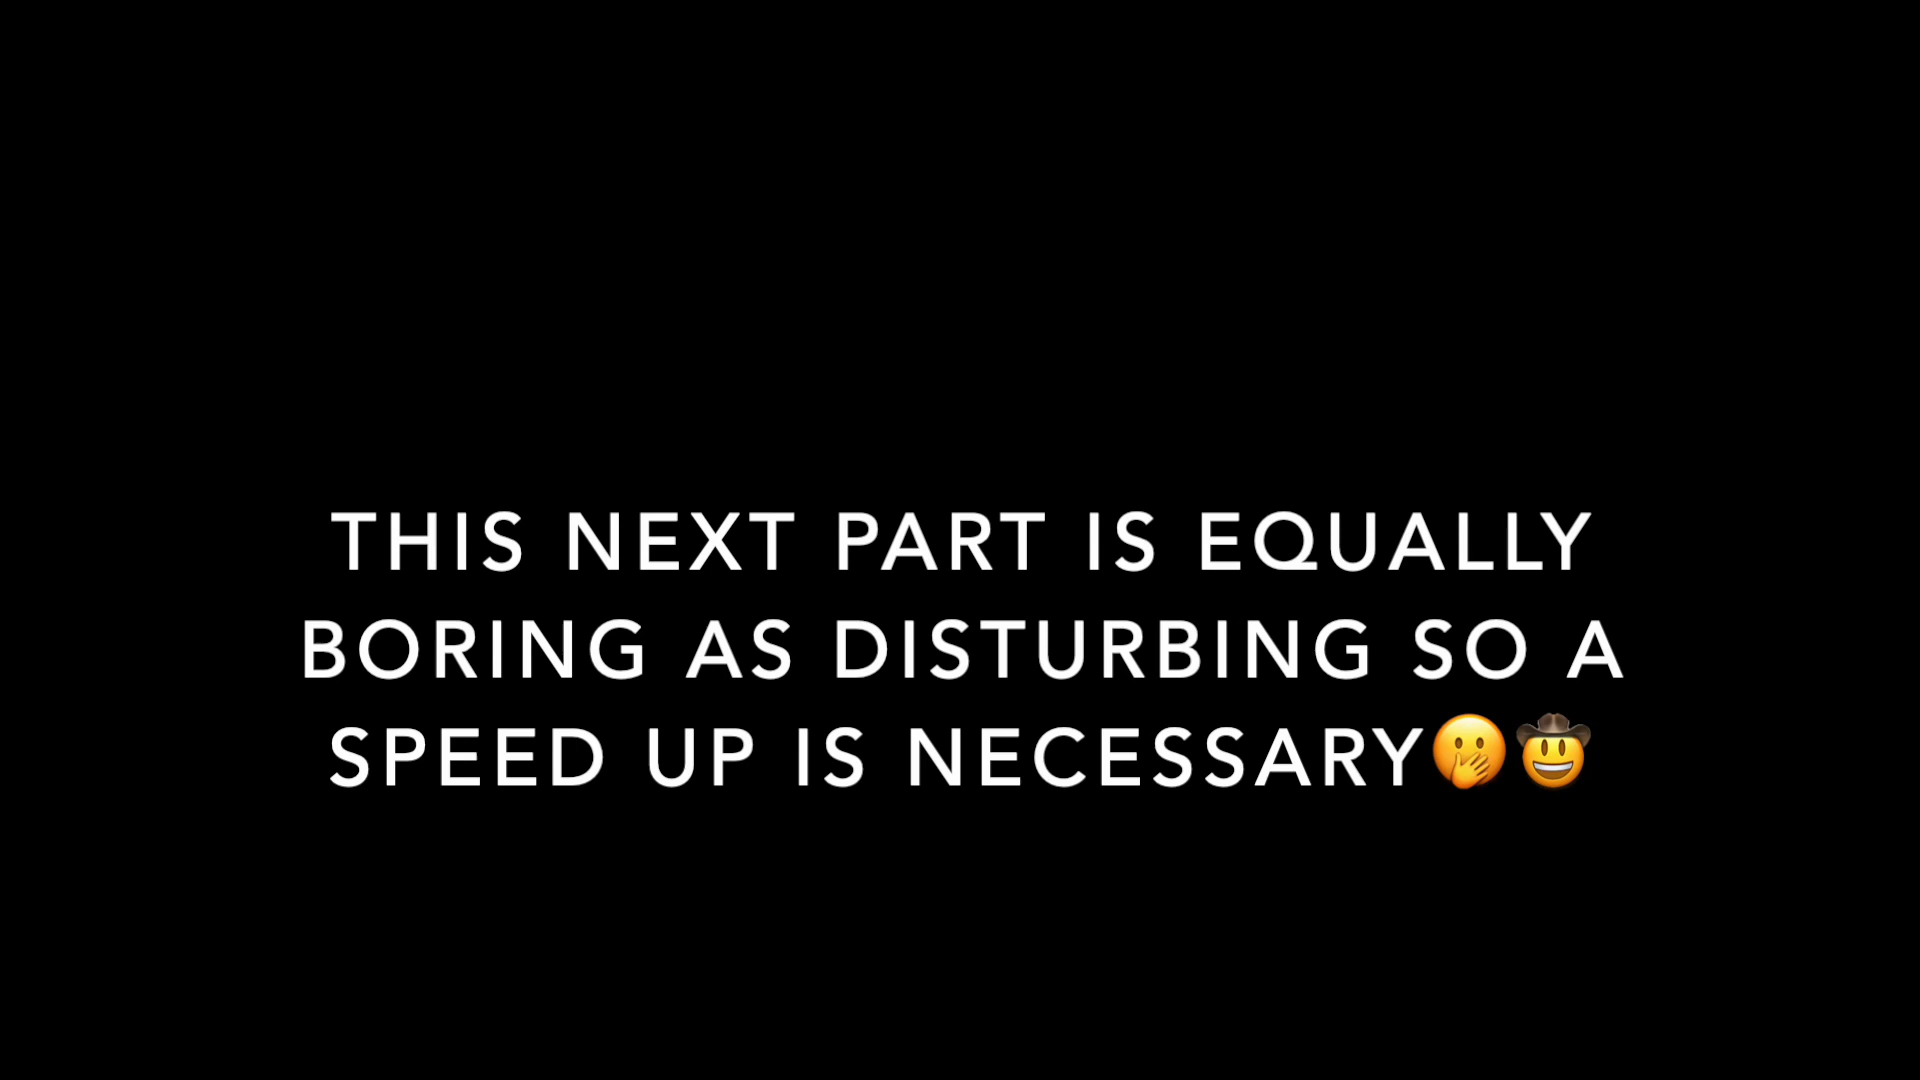 THIS NEXT PART IS EQUALLY
BORING AS DISTURBING SO A
SPEED UP IS NECESSARY🤭🤠